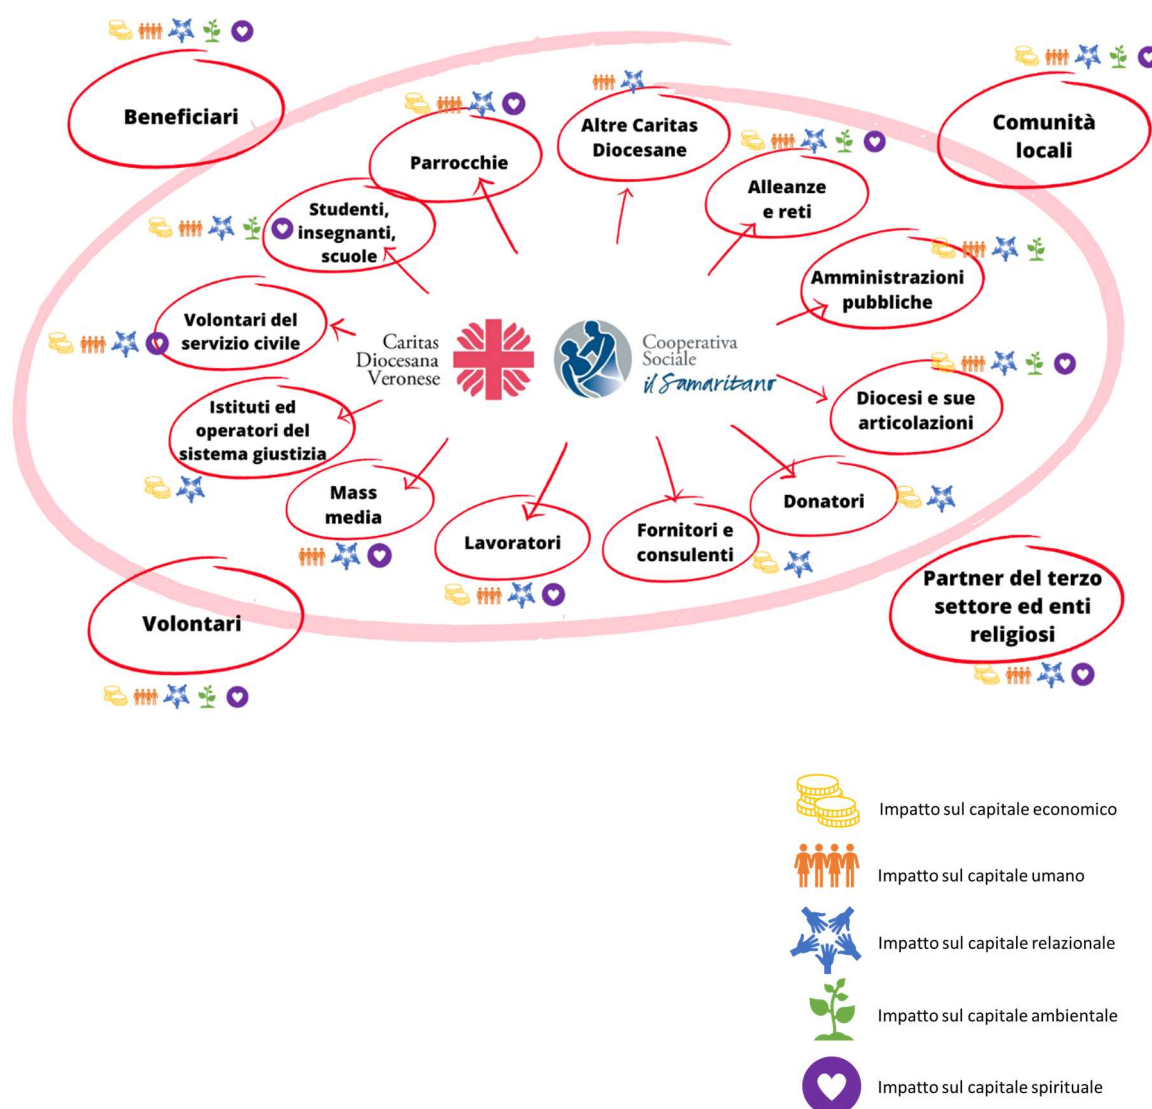 Beneficiari
Comunità
locali
Altre Caritas
Diocesane
Parrocchie
Alleanze
e reti
Studenti,
insegnanti,
scuole
Amministrazioni
pubbliche
Volontari del
servizio civile
Caritas
Diocesana
Veronese
Cooperativa
Sociale
il Samaritano
Diocesi e sue
articolazioni
Istituti ed
operatori del
sistema giustizia
Mass
media
Lavoratori
Fornitori e
consulenti
Donatori
Volontari
Partner del terzo
settore ed enti
religiosi
Impatto sul capitale economico
Impatto sul capitale umano
Impatto sul capitale relazionale
Impatto sul capitale ambientale
Impatto sul capitale spirituale